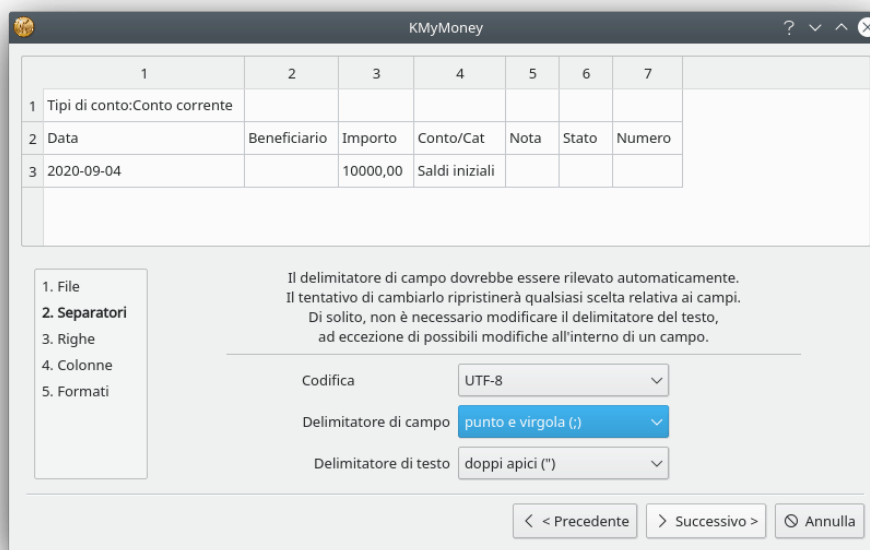 KMyMoney
1 2 3 4 5 6 7
1 Tipi di conto:Conto corrente
2 Data Beneficiario Importo Conto/Cat Nota Stato Numero
3 2020-09-04 10000,00 Saldi iniziali
1. File
2. Separatori
3. Righe
4. Colonne
5. Formati
Il delimitatore di campo dovrebbe essere rilevato automaticamente.
Il tentativo di cambiarlo ripristinerà qualsiasi scelta relativa ai campi.
Di solito, non è necessario modificare il delimitatore del testo,
ad eccezione di possibili modifiche all'interno di un campo.
Codifica UTF-8
Delimitatore di campo punto e virgola (;)
Delimitatore di testo doppi apici (")
< Precedente Successivo > Annulla